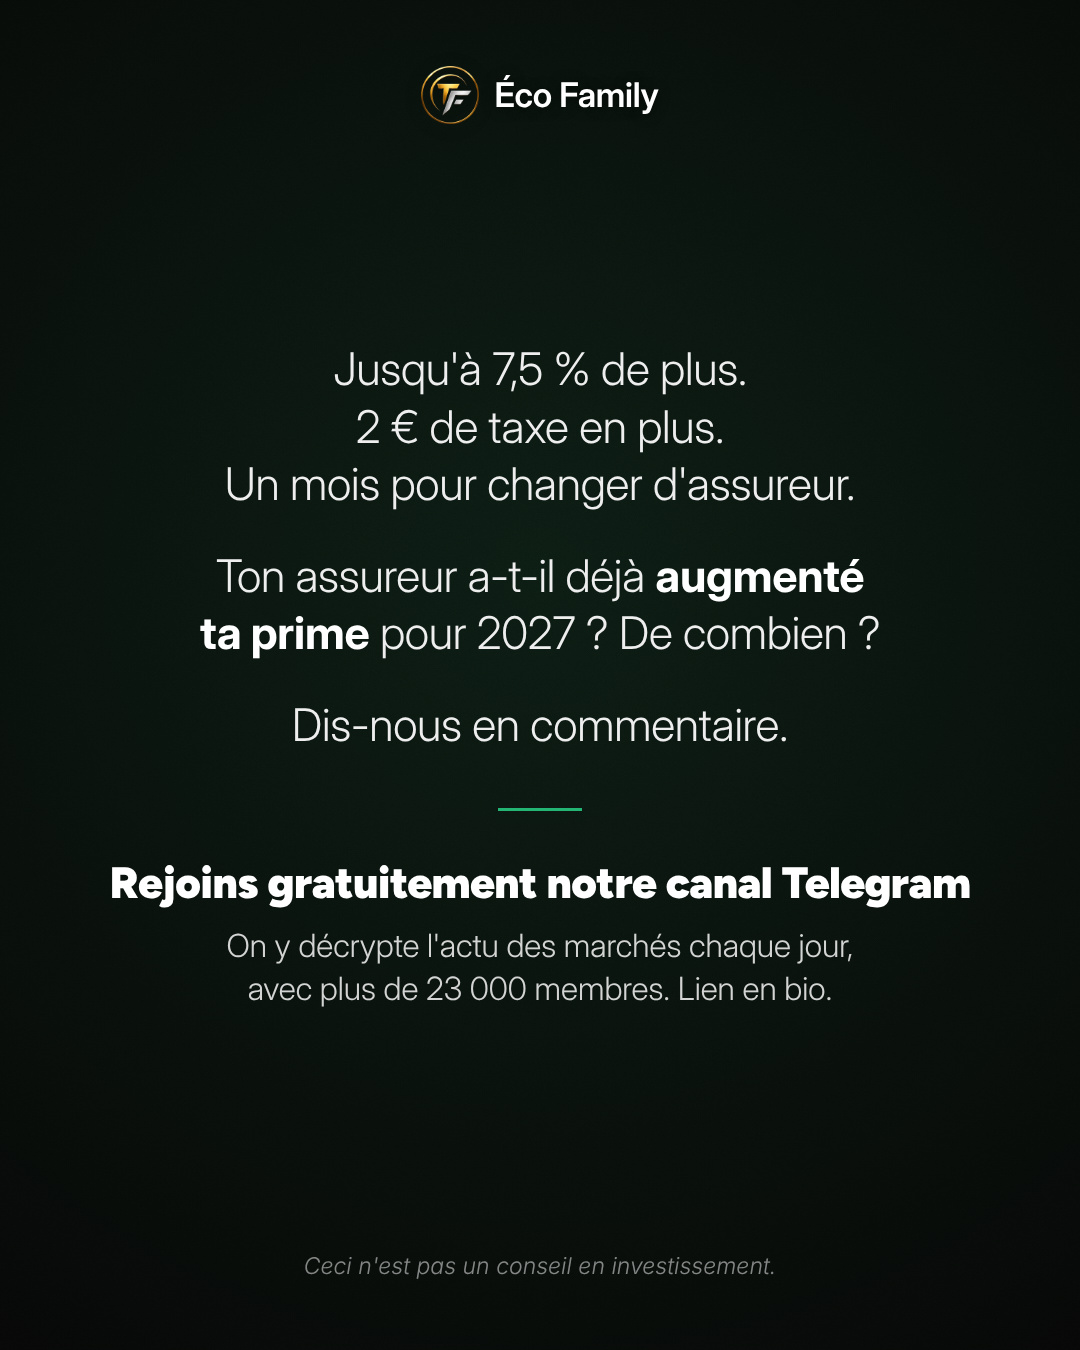 TF Éco Family
Jusqu'à 7,5 % de plus.
2 € de taxe en plus.
Un mois pour changer d'assureur.
Ton assureur a-t-il déjà augmenté
ta prime pour 2027 ? De combien ?
Dis-nous en commentaire.
Rejoins gratuitement notre canal Telegram
On y décrypte l'actu des marchés chaque jour,
avec plus de 23 000 membres. Lien en bio.
Ceci n'est pas un conseil en investissement.